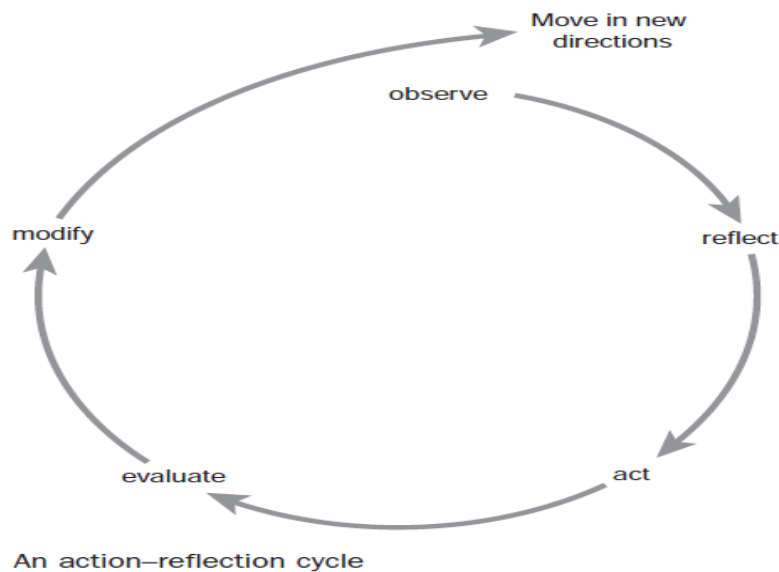 Move in new
directions
observe
reflect
act
evaluate
modify
An action–reflection cycle